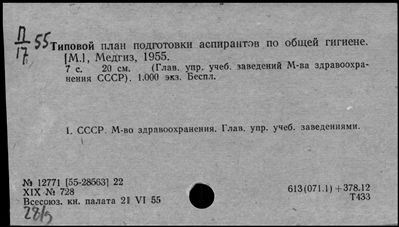 П/17 55
Типовой план подготовки аспирантов по общей гигиене.
[М.], Медгиз, 1955.
7 с. 20 см. (Глав. упр. учеб. заведений М-ва здравоохра-
нения СССР). 1.000 экз. Беспл.
1. СССР. М-во здравоохранения. Глав. упр. учеб. заведениями.
№ 12771 [55-28563] 22
XIX № 728
613(071.1)+378.12
Всесоюз. кн. палата 21 VI 55
Т433